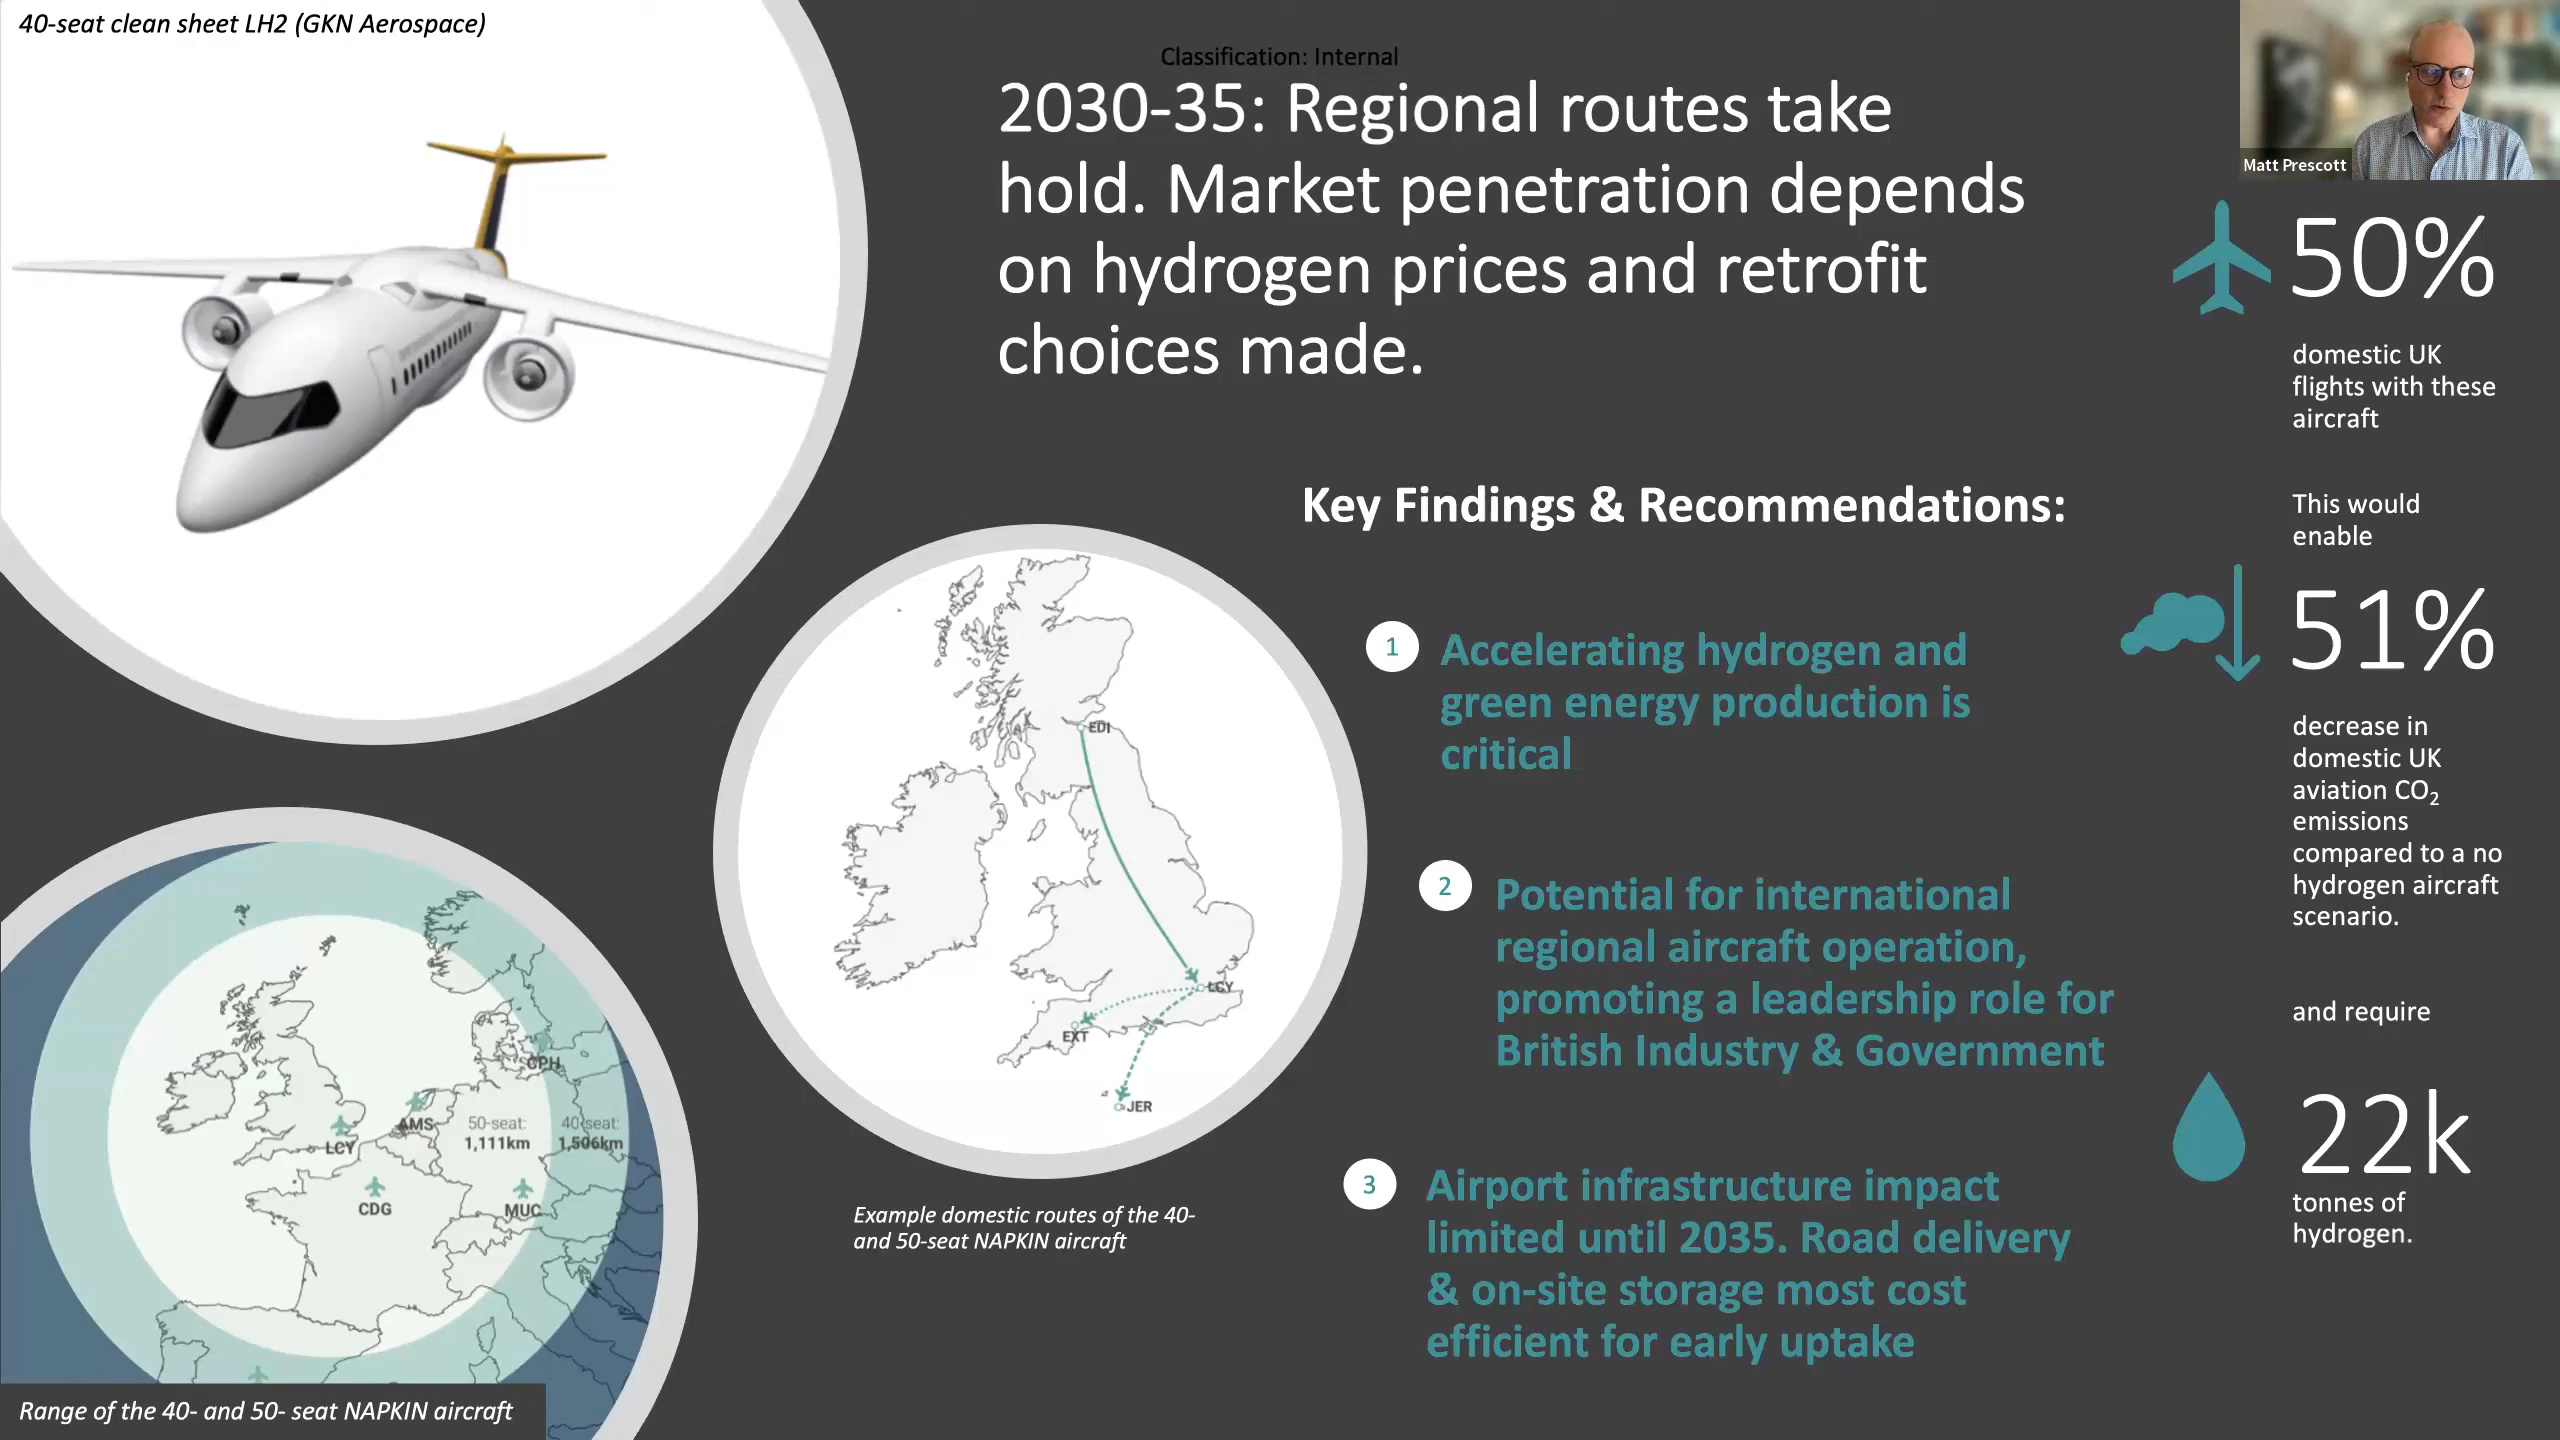 40-seat clean sheet LH2 (GKN Aerospace)
Classification: Internal
2030-35: Regional routes take
hold. Market penetration depends
on hydrogen prices and retrofit
choices made.
Matt Prescott
50%
domestic UK
flights with these
aircraft
This would
enable
51%
decrease in
domestic UK
aviation CO₂
emissions
compared to a no
hydrogen aircraft
scenario.
and require
22k
tonnes of
hydrogen.
Key Findings & Recommendations:
1
Accelerating hydrogen and
green energy production is
critical
2
Potential for international
regional aircraft operation,
promoting a leadership role for
British Industry & Government
3
Airport infrastructure impact
limited until 2035. Road delivery
& on-site storage most cost
efficient for early uptake
EDI
LCY
EXT
JER
Example domestic routes of the 40-
and 50-seat NAPKIN aircraft
CPH
AMS
50-seat:
1,111km
40-seat:
1,506km
LCY
CDG
MUC
Range of the 40- and 50- seat NAPKIN aircraft